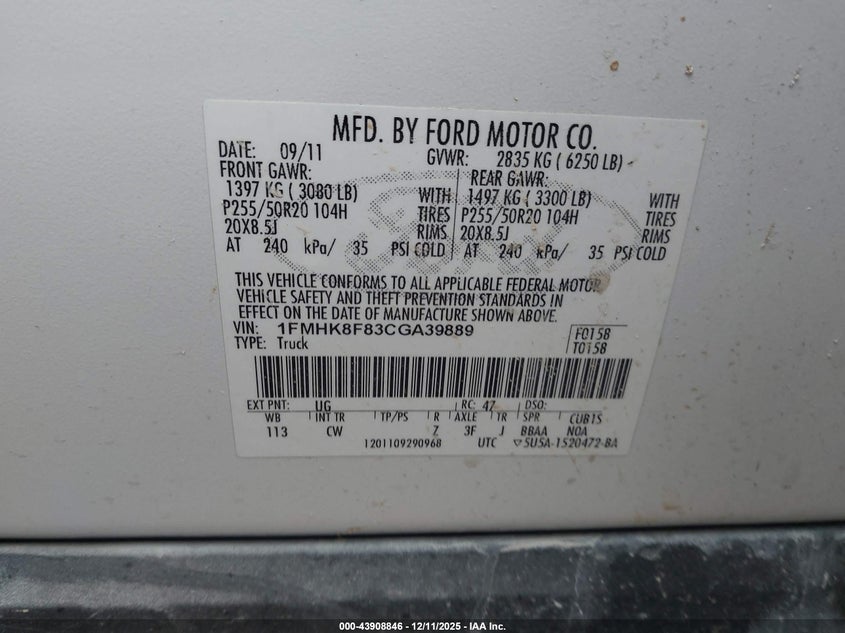 MFD. BY FORD MOTOR CO.
DATE: 09/11 GVWR: 2835 KG ( 6250 LB)
FRONT GAWR: REAR GAWR:
1397 KG ( 3080 LB) WITH 1497 KG ( 3300 LB) WITH
P255/50R20 104H TIRES P255/50R20 104H TIRES
20X8.5J RIMS 20X8.5J RIMS
AT 240 kPa/ 35 PSI COLD AT 240 kPa/ 35 PSI COLD
THIS VEHICLE CONFORMS TO ALL APPLICABLE FEDERAL MOTOR
VEHICLE SAFETY AND THEFT PREVENTION STANDARDS IN
EFFECT ON THE DATE OF MANUFACTURE SHOWN ABOVE.
VIN: 1FMHK8F83CGA39889 F0158
TYPE: Truck T0158
EXT PNT: UG RC: 47 DSO:
WB INT TR TP/PS R AXLE TR SPR CUB1S
113 CW Z 3F J BBAA NOA
1201109290968 UTC ▽5U5A-1520472-BA
000-43908846 - 12/11/2025 - IAA Inc.